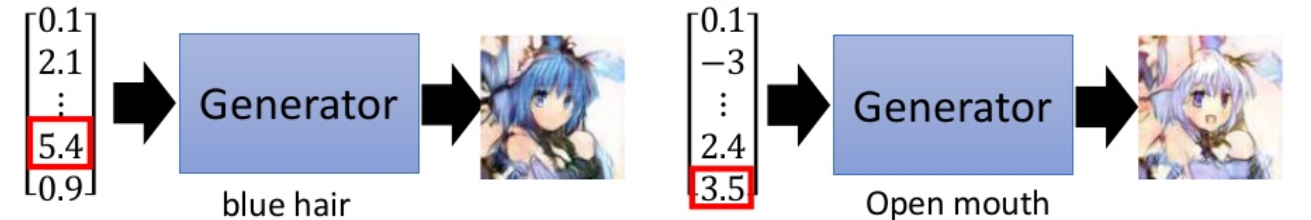 0.1
2.1
⋮
5.4
0.9
Generator
blue hair
0.1
−3
⋮
2.4
3.5
Generator
Open mouth